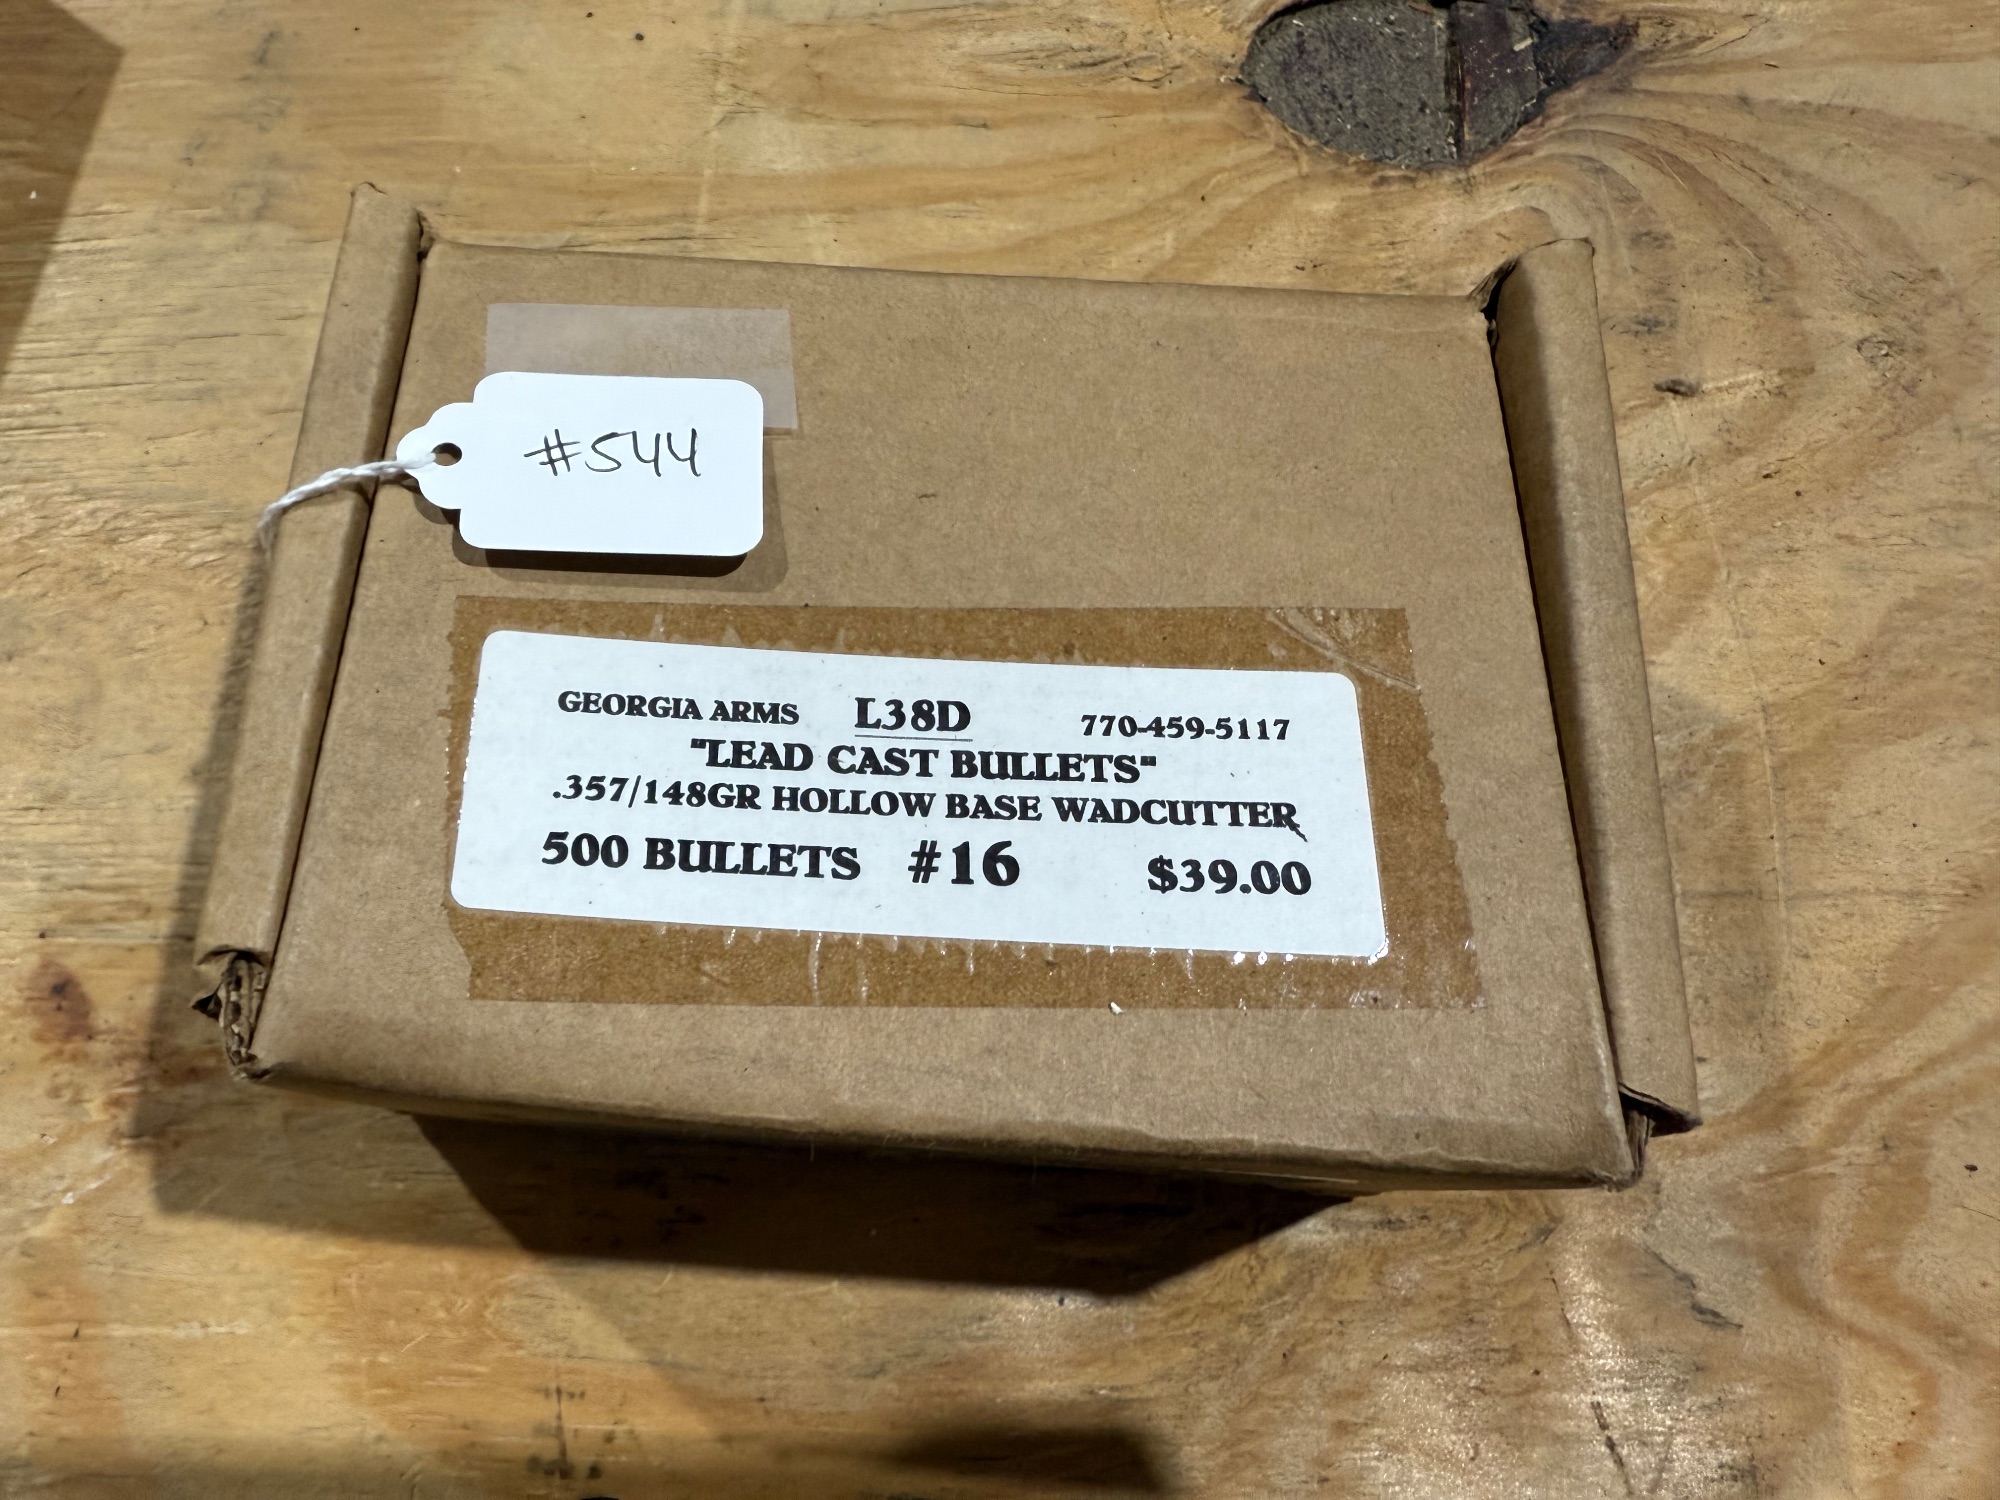 #544
GEORGIA ARMS L38D 770-459-5117
"LEAD CAST BULLETS"
.357/148GR HOLLOW BASE WADCUTTER
500 BULLETS #16 $39.00